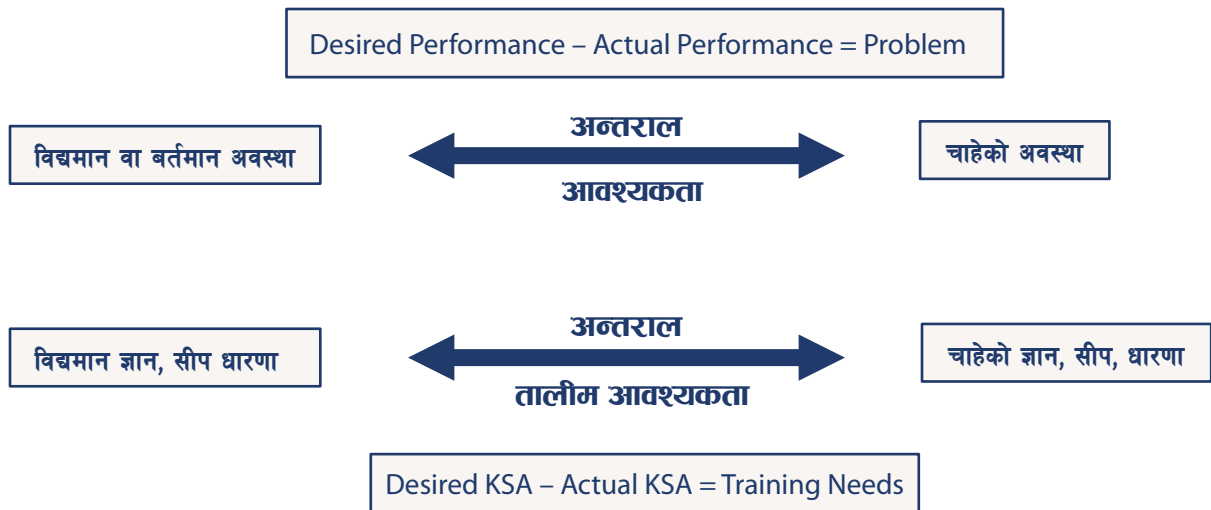 Desired Performance – Actual Performance = Problem
अन्तराल
विद्यमान वा बर्तमान अवस्था
चाहेको अवस्था
आवश्यकता
अन्तराल
विद्यमान ज्ञान, सीप धारणा
चाहेको ज्ञान, सीप, धारणा
तालीम आवश्यकता
Desired KSA – Actual KSA = Training Needs